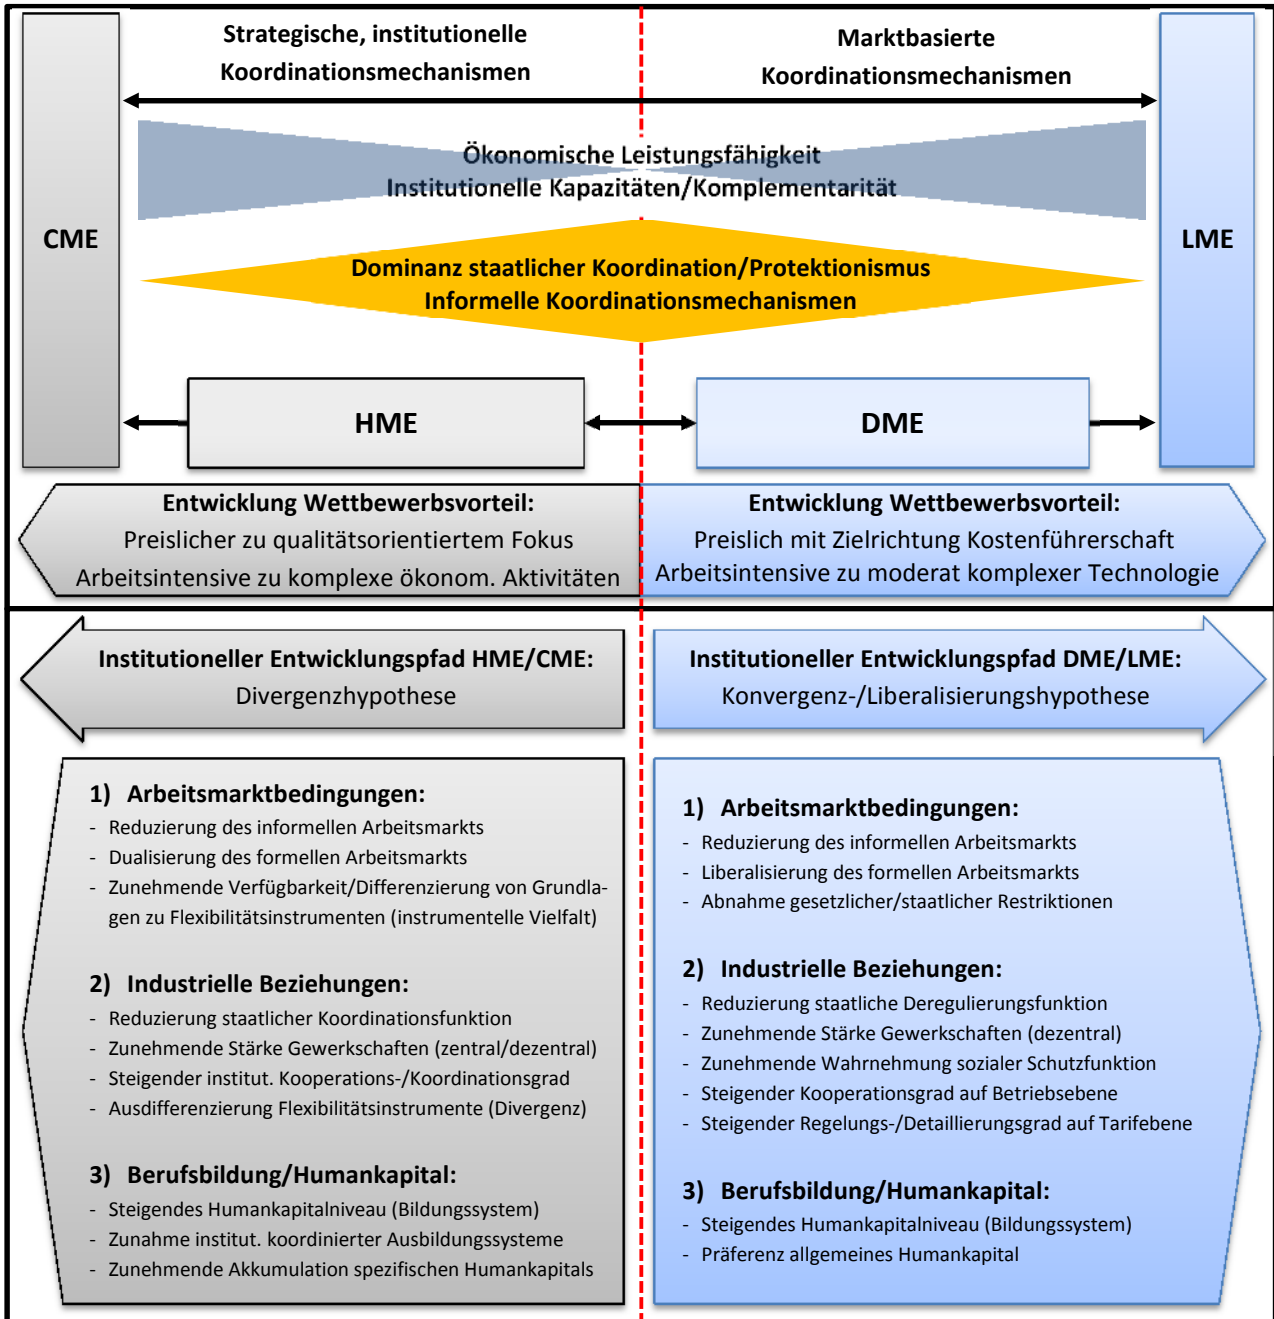 Strategische, institutionelle
Koordinationsmechanismen
Marktbasierte
Koordinationsmechanismen
Ökonomische Leistungsfähigkeit
Institutionelle Kapazitäten/Komplementarität
CME
LME
Dominanz staatlicher Koordination/Protektionismus
Informelle Koordinationsmechanismen
HME
DME
Entwicklung Wettbewerbsvorteil:
Preislicher zu qualitätsorientiertem Fokus
Arbeitsintensive zu komplexe ökonom. Aktivitäten
Entwicklung Wettbewerbsvorteil:
Preislich mit Zielrichtung Kostenführerschaft
Arbeitsintensive zu moderat komplexer Technologie
Institutioneller Entwicklungspfad HME/CME:
Divergenzhypothese
Institutioneller Entwicklungspfad DME/LME:
Konvergenz-/Liberalisierungshypothese
1) Arbeitsmarktbedingungen:
- Reduzierung des informellen Arbeitsmarkts
- Dualisierung des formellen Arbeitsmarkts
- Zunehmende Verfügbarkeit/Differenzierung von Grundla-
gen zu Flexibilitätsinstrumenten (instrumentelle Vielfalt)
2) Industrielle Beziehungen:
- Reduzierung staatlicher Koordinationsfunktion
- Zunehmende Stärke Gewerkschaften (zentral/dezentral)
- Steigender institut. Kooperations-/Koordinationsgrad
- Ausdifferenzierung Flexibilitätsinstrumente (Divergenz)
3) Berufsbildung/Humankapital:
- Steigendes Humankapitalniveau (Bildungssystem)
- Zunahme institut. koordinierter Ausbildungssysteme
- Zunehmende Akkumulation spezifischen Humankapitals
1) Arbeitsmarktbedingungen:
- Reduzierung des informellen Arbeitsmarkts
- Liberalisierung des formellen Arbeitsmarkts
- Abnahme gesetzlicher/staatlicher Restriktionen
2) Industrielle Beziehungen:
- Reduzierung staatliche Deregulierungsfunktion
- Zunehmende Stärke Gewerkschaften (dezentral)
- Zunehmende Wahrnehmung sozialer Schutzfunktion
- Steigender Kooperationsgrad auf Betriebsebene
- Steigender Regelungs-/Detaillierungsgrad auf Tarifebene
3) Berufsbildung/Humankapital:
- Steigendes Humankapitalniveau (Bildungssystem)
- Präferenz allgemeines Humankapital